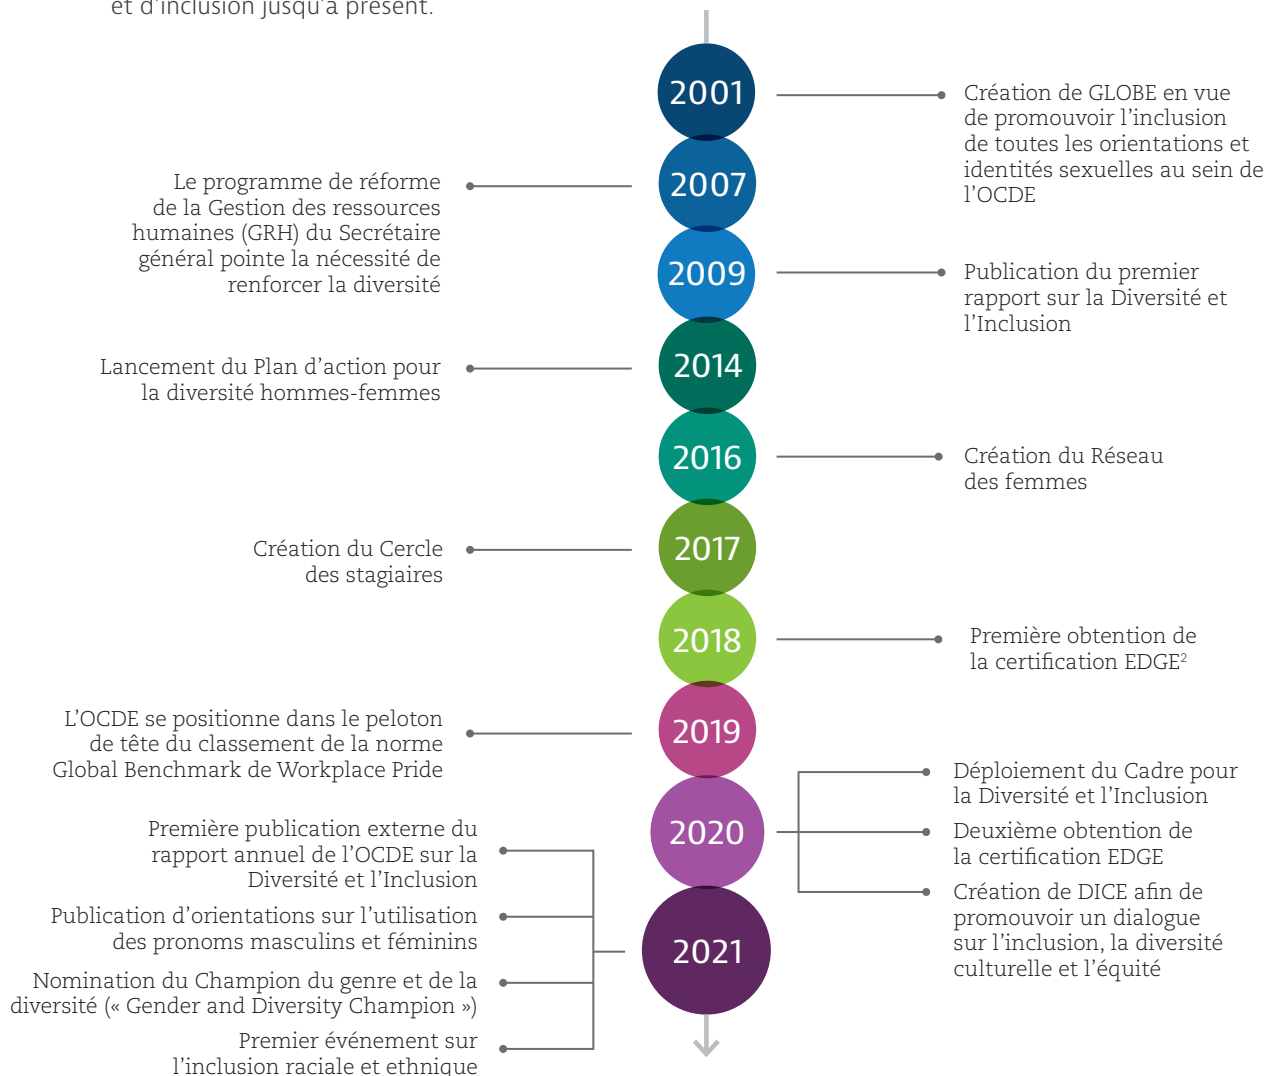 et d'inclusion jusqu'à présent.
2001
Création de GLOBE en vue
de promouvoir l'inclusion
de toutes les orientations et
identités sexuelles au sein de
l'OCDE
2007
Le programme de réforme
de la Gestion des ressources
humaines (GRH) du Secrétaire
général pointe la nécessité de
renforcer la diversité
2009
Publication du premier
rapport sur la Diversité et
l'Inclusion
2014
Lancement du Plan d'action pour
la diversité hommes-femmes
2016
Création du Réseau
des femmes
2017
Création du Cercle
des stagiaires
2018
Première obtention de
la certification EDGE²
2019
L'OCDE se positionne dans le peloton
de tête du classement de la norme
Global Benchmark de Workplace Pride
2020
Déploiement du Cadre pour
la Diversité et l'Inclusion
Deuxième obtention de
la certification EDGE
Création de DICE afin de
promouvoir un dialogue
sur l'inclusion, la diversité
culturelle et l'équité
2021
Première publication externe du
rapport annuel de l'OCDE sur la
Diversité et l'Inclusion
Publication d'orientations sur l'utilisation
des pronoms masculins et féminins
Nomination du Champion du genre et de la
diversité (« Gender and Diversity Champion »)
Premier événement sur
l'inclusion raciale et ethnique